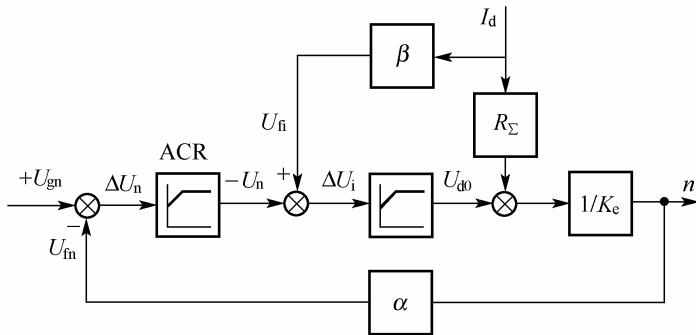 I_d
β
U_fi
R_Σ
ACR
+U_gn
ΔU_n
−U_n
+
ΔU_i
U_d0
1/K_e
n
−
U_fn
α